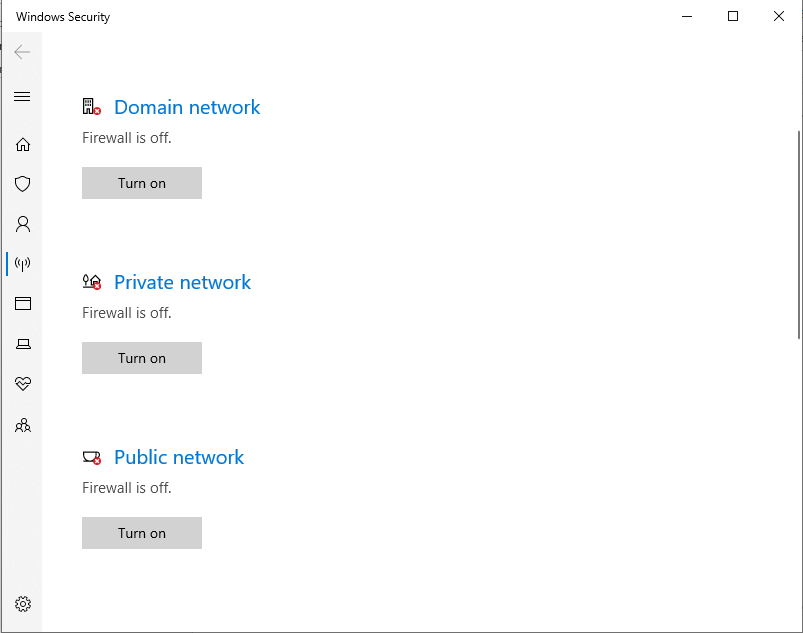 Windows Security
Domain network
Firewall is off.
Turn on
Private network
Firewall is off.
Turn on
Public network
Firewall is off.
Turn on